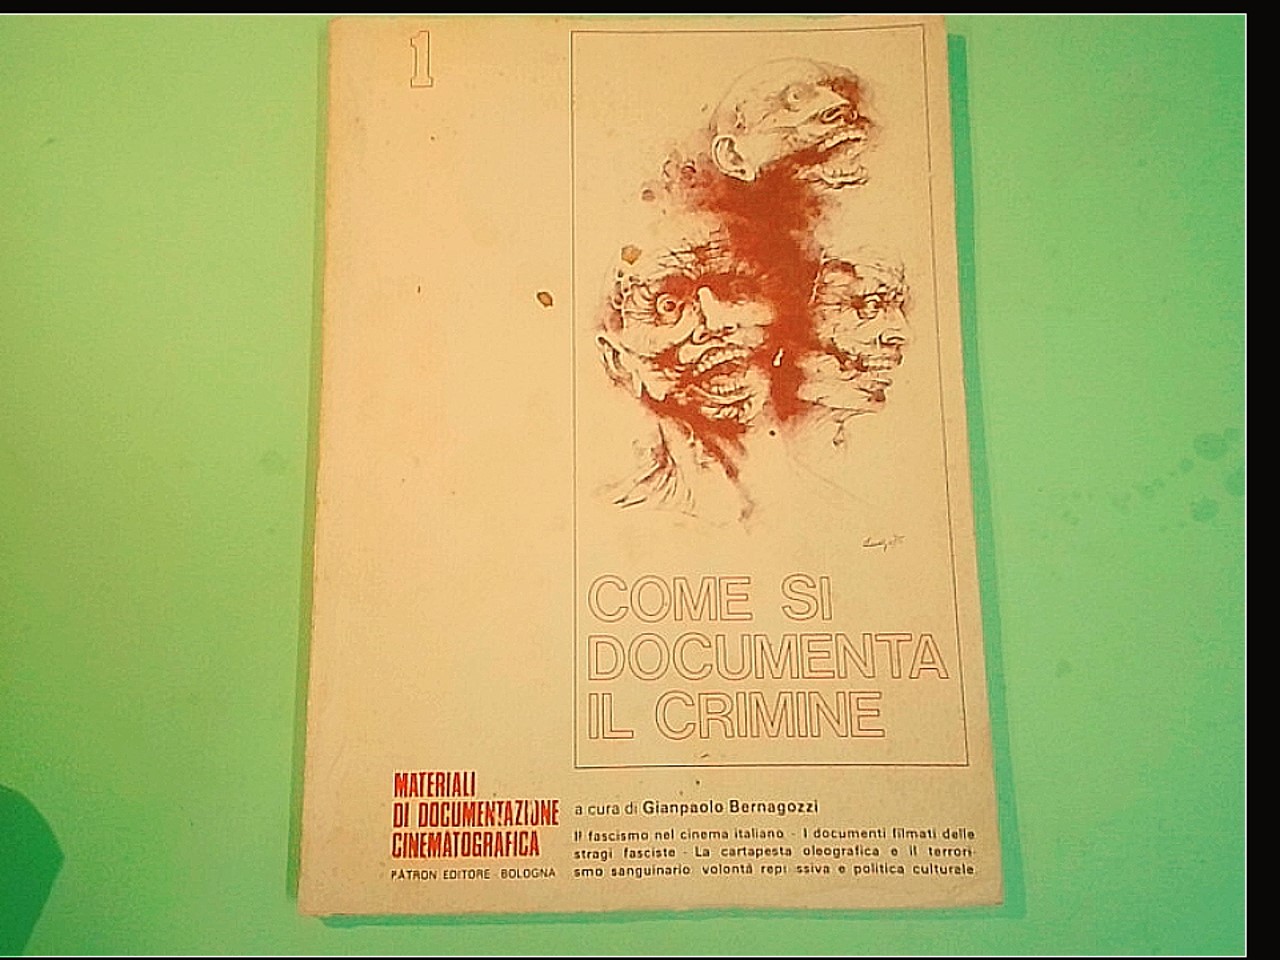 1
COME SI
DOCUMENTA
IL CRIMINE
MATERIALI
DI DOCUMENTAZIONE
CINEMATOGRAFICA
PÀTRON EDITORE - BOLOGNA
a cura di Gianpaolo Bernagozzi
Il fascismo nel cinema italiano - I documenti filmati delle
stragi fasciste - La cartapesta oleografica e il terrori-
smo sanguinario volontà repressiva e politica culturale